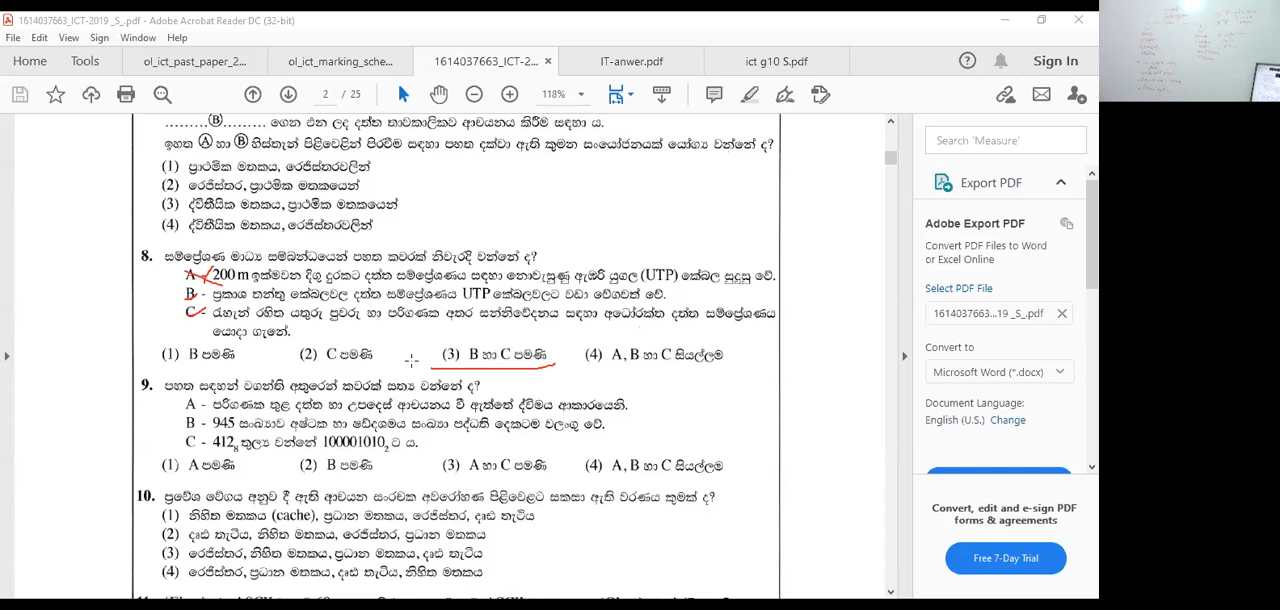 1614037663_ICT-2019 _S_.pdf - Adobe Acrobat Reader DC (32-bit)
File Edit View Sign Window Help
Home Tools ol_ict_past_paper_2... ol_ict_marking_sche... 1614037663_ICT-2... × IT-anwer.pdf ict g10 S.pdf Sign In
2 / 25 118%
.........Ⓑ......... ගෙන එන ලද දත්ත තාවකාලිකව ආචයනය කිරීම සඳහා ය.
ඉහත Ⓐ හා Ⓑ හිස්තැන් පිළිවෙළින් පිරවීම සඳහා පහත දක්වා ඇති කුමන සංයෝජනයක් යෝග්‍ය වන්නේ ද?
(1) ප්‍රාථමික මතකය, රෙජිස්තරවලින්
(2) රෙජිස්තර, ප්‍රාථමික මතකයෙන්
(3) ද්විතීයික මතකය, ප්‍රාථමික මතකයෙන්
(4) ද්විතීයික මතකය, රෙජිස්තරවලින්
8. සම්ප්‍රේශණ මාධ්‍ය සම්බන්ධයෙන් පහත කවරක් නිවැරදි වන්නේ ද?
A - 200 m ඉක්මවන දිගු දුරකට දත්ත සම්ප්‍රේශණය සඳහා නොවැසුණු ඇඹරි යුගල (UTP) කේබල සුදුසු වේ.
B - ප්‍රකාශ තන්තු කේබලවල දත්ත සම්ප්‍රේශණය UTP කේබලවලට වඩා වේගවත් වේ.
C - රැහැන් රහිත යතුරු පුවරු හා පරිගණක අතර සන්නිවේදනය සඳහා අධෝරක්ත දත්ත සම්ප්‍රේශණය
යොදා ගැනේ.
(1) B පමණි (2) C පමණි (3) B හා C පමණි (4) A, B හා C සියල්ලම
9. පහත සඳහන් වගන්ති අතුරෙන් කවරක් සත්‍ය වන්නේ ද?
A - පරිගණක තුළ දත්ත හා උපදෙස් ආචයනය වී ඇත්තේ ද්විමය ආකාරයෙනි.
B - 945 සංඛ්‍යාව අෂ්ටක හා ෂඩ්දශමය සංඛ්‍යා පද්ධති දෙකටම වලංගු වේ.
C - 412₈ තුල්‍ය වන්නේ 100001010₂ ට ය.
(1) A පමණි (2) B පමණි (3) A හා C පමණි (4) A, B හා C සියල්ලම
10. ප්‍රවේශ වේගය අනුව දී ඇති ආචයන සංරචක අවරෝහණ පිළිවෙළට සකසා ඇති වරණය කුමක් ද?
(1) නිහිත මතකය (cache), ප්‍රධාන මතකය, රෙජිස්තර, දෘඪ තැටිය
(2) දෘඪ තැටිය, නිහිත මතකය, රෙජිස්තර, ප්‍රධාන මතකය
(3) රෙජිස්තර, නිහිත මතකය, ප්‍රධාන මතකය, දෘඪ තැටිය
(4) රෙජිස්තර, ප්‍රධාන මතකය, දෘඪ තැටිය, නිහිත මතකය
Search 'Measure'
Export PDF
Adobe Export PDF
Convert PDF Files to Word
or Excel Online
Select PDF File
1614037663...19 _S_.pdf ×
Convert to
Microsoft Word (*.docx)
Document Language:
English (U.S.) Change
Convert, edit and e-sign PDF
forms & agreements
Free 7-Day Trial